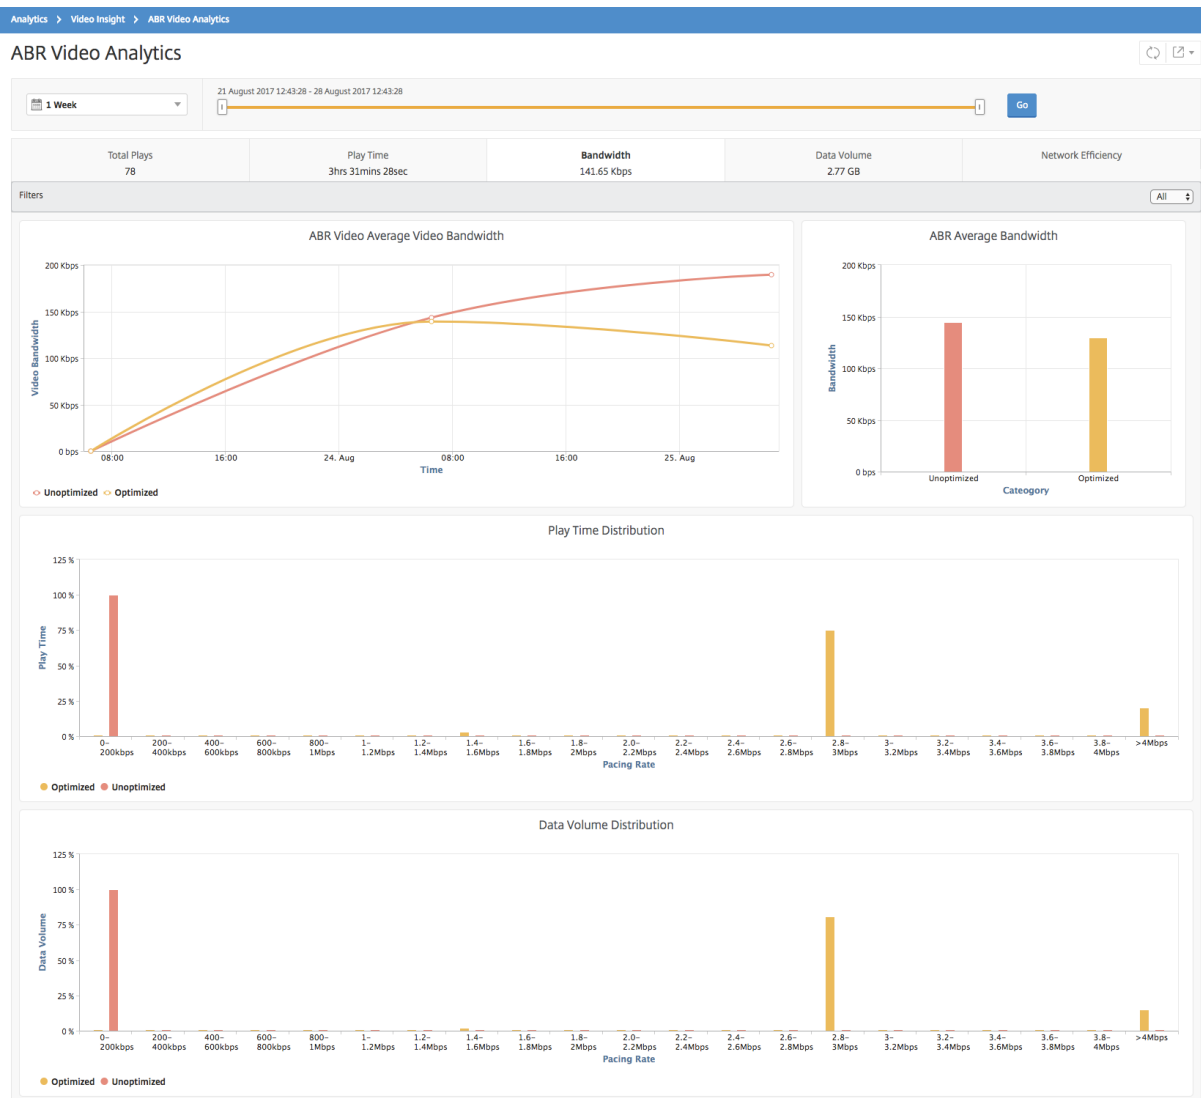 Analytics > Video Insight > ABR Video Analytics
ABR Video Analytics
1 Week
21 August 2017 12:43:28 - 28 August 2017 12:43:28
Go
Total Plays
78
Play Time
3hrs 31mins 28sec
Bandwidth
141.65 Kbps
Data Volume
2.77 GB
Network Efficiency
Filters
All
ABR Video Average Video Bandwidth
200 Kbps
150 Kbps
100 Kbps
50 Kbps
0 bps
Video Bandwidth
08:00 16:00 24. Aug 08:00 16:00 25. Aug
Time
Unoptimized Optimized
ABR Average Bandwidth
200 Kbps
150 Kbps
100 Kbps
50 Kbps
0 bps
Bandwidth
Unoptimized Optimized
Cateogory
Play Time Distribution
125 %
100 %
75 %
50 %
25 %
0 %
Play Time
0- 200- 400- 600- 800- 1- 1.2- 1.4- 1.6- 1.8- 2.0- 2.2- 2.4- 2.6- 2.8- 3- 3.2- 3.4- 3.6- 3.8- >4Mbps
200kbps 400kbps 600kbps 800kbps 1Mbps 1.2Mbps 1.4Mbps 1.6Mbps 1.8Mbps 2Mbps 2.2Mbps 2.4Mbps 2.6Mbps 2.8Mbps 3Mbps 3.2Mbps 3.4Mbps 3.6Mbps 3.8Mbps 4Mbps
Pacing Rate
Optimized Unoptimized
Data Volume Distribution
125 %
100 %
75 %
50 %
25 %
0 %
Data Volume
0- 200- 400- 600- 800- 1- 1.2- 1.4- 1.6- 1.8- 2.0- 2.2- 2.4- 2.6- 2.8- 3- 3.2- 3.4- 3.6- 3.8- >4Mbps
200kbps 400kbps 600kbps 800kbps 1Mbps 1.2Mbps 1.4Mbps 1.6Mbps 1.8Mbps 2Mbps 2.2Mbps 2.4Mbps 2.6Mbps 2.8Mbps 3Mbps 3.2Mbps 3.4Mbps 3.6Mbps 3.8Mbps 4Mbps
Pacing Rate
Optimized Unoptimized